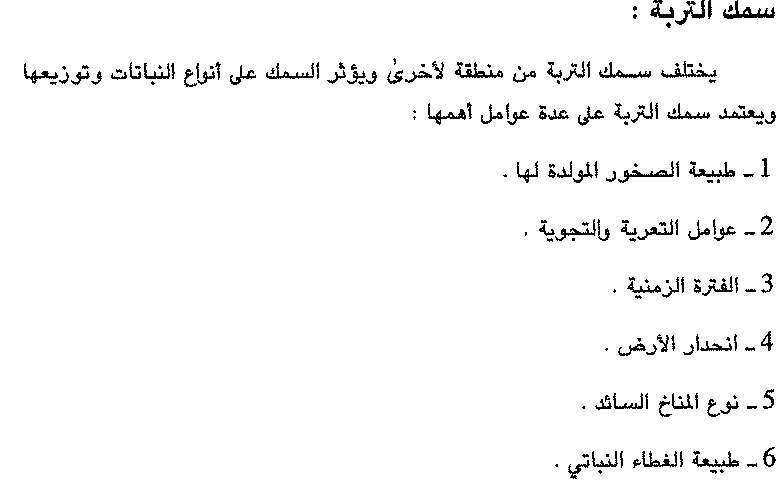 سمك التربة :
يختلف سمك التربة من منطقة لأخرىٰ ويؤثر السمك على أنواع النباتات وتوزيعها
ويعتمد سمك التربة على عدة عوامل أهمها :
1 ـ طبيعة الصخور المولدة لها .
2 ـ عوامل التعرية والتجوية .
3 ـ الفترة الزمنية .
4 ـ انحدار الأرض .
5 ـ نوع المناخ السائد .
6 ـ طبيعة الغطاء النباتي .